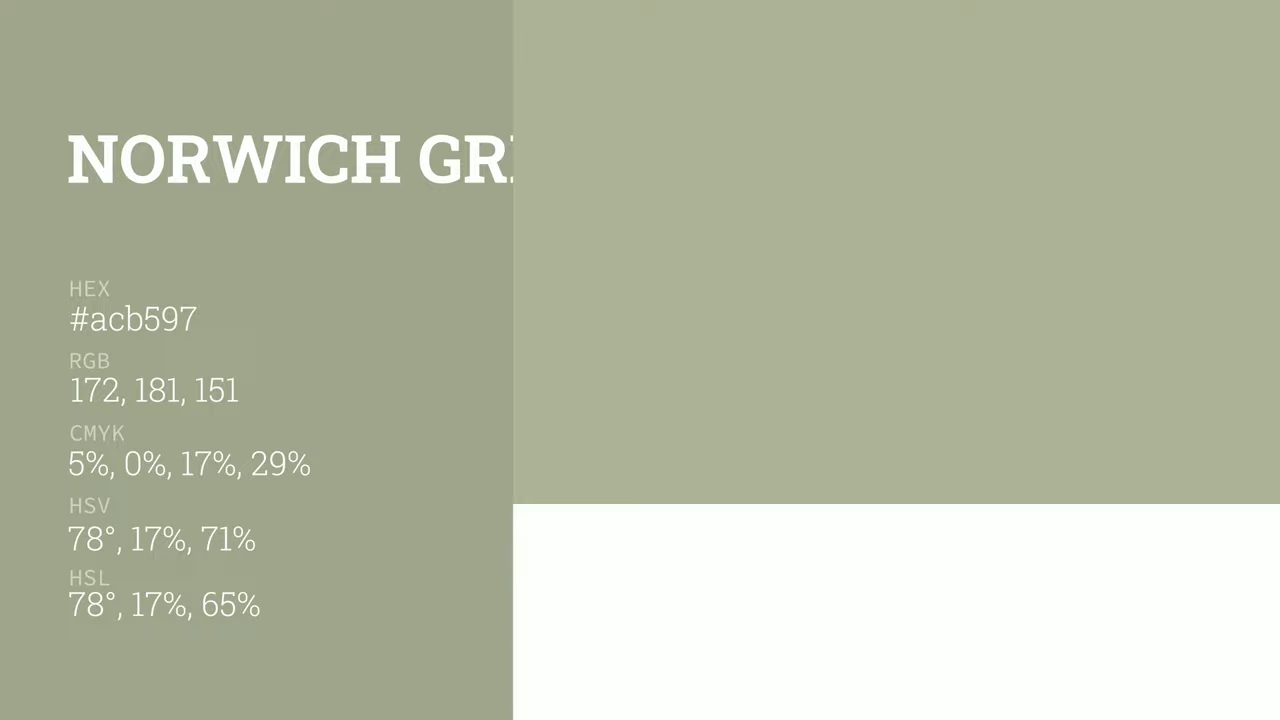 NORWICH GR
HEX
#acb597
RGB
172, 181, 151
CMYK
5%, 0%, 17%, 29%
HSV
78°, 17%, 71%
HSL
78°, 17%, 65%